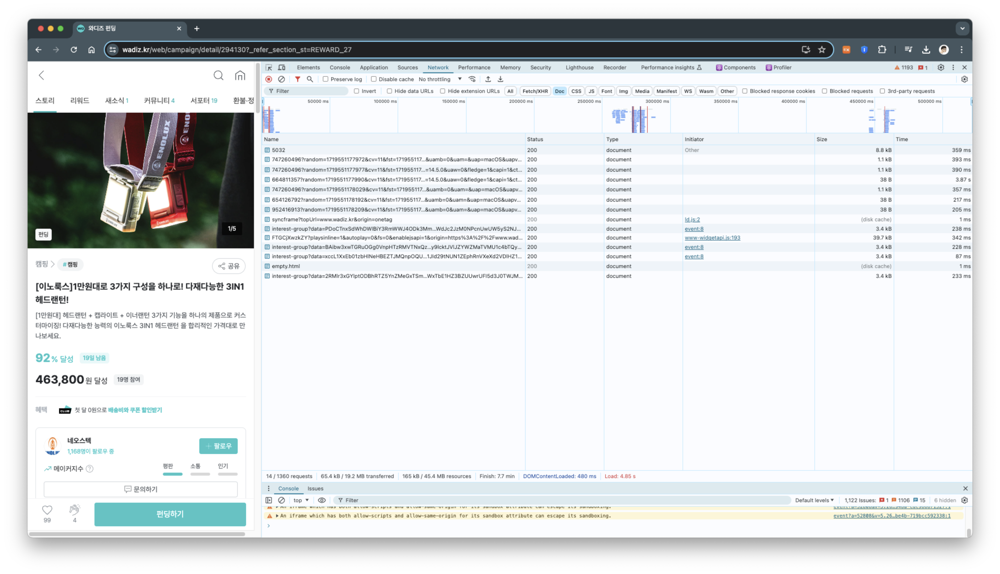 와디즈 펀딩
wadiz.kr/web/campaign/detail/294130?_refer_section_st=REWARD_27
스토리 리워드 새소식 1 커뮤니티 4 서포터 19 환불·정
ENOLUX
ENOLUX
펀딩
1/5
캠핑 > #캠핑
공유
[이노룩스]1만원대로 3가지 구성을 하나로! 다재다능한 3IN1
헤드랜턴!
[1만원대] 헤드랜턴 + 캡라이트 + 이너랜턴 3가지 기능을 하나의 제품으로 커스
터마이징! 다재다능한 능력의 이노룩스 3IN1 헤드랜턴 을 합리적인 가격대로 만
나보세요.
92% 달성 19일 남음
463,800원 달성 19명 참여
혜택 CLUB 첫 달 0원으로 배송비와 쿠폰 할인받기
네오스텍
1,168명이 팔로우 중
+ 팔로우
메이커지수 ? 평판 소통 인기
문의하기
99 4 펀딩하기
Elements Console Application Sources Network Performance Memory Security Lighthouse Recorder Performance insights Components Profiler 1193 1
Preserve log Disable cache No throttling
Filter Invert Hide data URLs Hide extension URLs All Fetch/XHR Doc CSS JS Font Img Media Manifest WS Wasm Other Blocked response cookies Blocked requests 3rd-party requests
50000 ms 100000 ms 150000 ms 200000 ms 250000 ms 300000 ms 350000 ms 400000 ms 450000 ms 500000 ms
Name Status Type Initiator Size Time
5032 200 document Other 8.8 kB 359 ms
747260496?random=1719551177972&cv=11&fst=171955117...&uamb=0&uam=&uap=macOS&uapv... 200 document 1.1 kB 393 ms
747260496?random=1719551177977&cv=11&fst=171955117...=14.5.0&uaw=0&fledge=1&capi=1&ct... 200 document 1.1 kB 390 ms
664811357?random=1719551177990&cv=11&fst=171955117...=14.5.0&uaw=0&fledge=1&capi=1&ct... 200 document 38 B 3.87 s
747260496?random=1719551178029&cv=11&fst=171955117...&uamb=0&uam=&uap=macOS&uapv... 200 document 1.1 kB 357 ms
654126792?random=1719551178192&cv=11&fst=171955117...&uamb=0&uam=&uap=macOS&uapv... 200 document 38 B 217 ms
952416913?random=1719551178209&cv=11&fst=171955117...&uamb=0&uam=&uap=macOS&uapv... 200 document 38 B 205 ms
syncframe?topUrl=www.wadiz.kr&origin=onetag 200 document ld.js:2 (disk cache) 1 ms
200 document event:8 3.4 kB 238 ms
FTGCjXwzkZY?playsinline=1&autoplay=0&fs=0&enablejsapi=1&origin=https%3A%2F%2Fwww.wad... 200 document www-widgetapi.js:193 39.7 kB 342 ms
200 document event:8 3.4 kB 228 ms
200 document event:8 3.4 kB 87 ms
empty.html 200 document (disk cache) 1 ms
200 document 3.4 kB 233 ms
14 / 1360 requests 65.4 kB / 19.2 MB transferred 165 kB / 45.4 MB resources Finish: 7.7 min DOMContentLoaded: 480 ms Load: 4.85 s
Console Issues
top Filter Default levels 1,122 Issues: 1 1106 15 6 hidden
An iframe which has both allow-scripts and allow-same-origin for its sandbox attribute can escape its sandboxing.
An iframe which has both allow-scripts and allow-same-origin for its sandbox attribute can escape its sandboxing. event?a=52808&v=5.26…be4b-719bcc592338:1